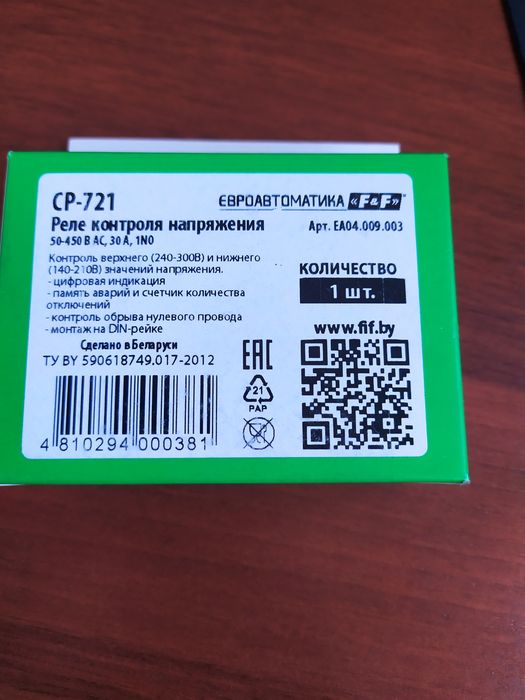 CP-721
ЕВРОАВТОМАТИКА «F&F»
Реле контроля напряжения
Арт. EA04.009.003
50-450 В AC, 30 А, 1NO
Контроль верхнего (240-300В) и нижнего
(140-210В) значений напряжения.
- цифровая индикация
- память аварий и счетчик количества
отключений
- контроль обрыва нулевого провода
- монтаж на DIN-рейке
КОЛИЧЕСТВО
1 шт.
www.fif.by
Сделано в Беларуси
ТУ BY 590618749.017-2012
EAC
21
PAP
4 810294 000381